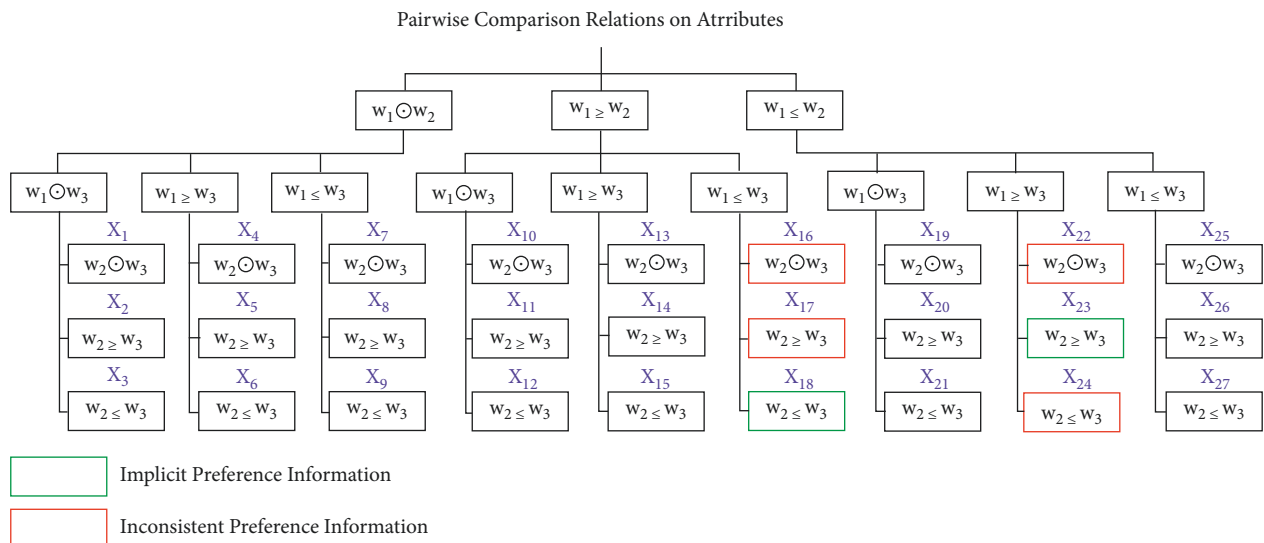 Pairwise Comparison Relations on Atrributes
w₁⊙w₂ w₁ ≥ w₂ w₁ ≤ w₂
w₁⊙w₃ w₁ ≥ w₃ w₁ ≤ w₃ w₁⊙w₃ w₁ ≥ w₃ w₁ ≤ w₃ w₁⊙w₃ w₁ ≥ w₃ w₁ ≤ w₃
X₁ X₄ X₇ X₁₀ X₁₃ X₁₆ X₁₉ X₂₂ X₂₅
w₂⊙w₃ w₂⊙w₃ w₂⊙w₃ w₂⊙w₃ w₂⊙w₃ w₂⊙w₃ w₂⊙w₃ w₂⊙w₃ w₂⊙w₃
X₂ X₅ X₈ X₁₁ X₁₄ X₁₇ X₂₀ X₂₃ X₂₆
w₂ ≥ w₃ w₂ ≥ w₃ w₂ ≥ w₃ w₂ ≥ w₃ w₂ ≥ w₃ w₂ ≥ w₃ w₂ ≥ w₃ w₂ ≥ w₃ w₂ ≥ w₃
X₃ X₆ X₉ X₁₂ X₁₅ X₁₈ X₂₁ X₂₄ X₂₇
w₂ ≤ w₃ w₂ ≤ w₃ w₂ ≤ w₃ w₂ ≤ w₃ w₂ ≤ w₃ w₂ ≤ w₃ w₂ ≤ w₃ w₂ ≤ w₃ w₂ ≤ w₃
Implicit Preference Information
Inconsistent Preference Information